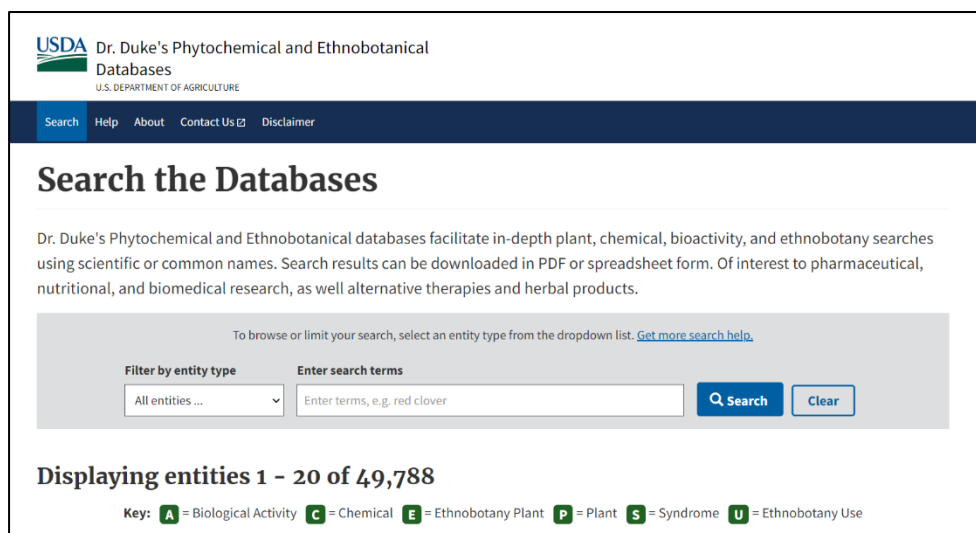 USDA
Dr. Duke's Phytochemical and Ethnobotanical
Databases
U.S. DEPARTMENT OF AGRICULTURE
Search Help About Contact Us Disclaimer
Search the Databases
Dr. Duke's Phytochemical and Ethnobotanical databases facilitate in-depth plant, chemical, bioactivity, and ethnobotany searches
using scientific or common names. Search results can be downloaded in PDF or spreadsheet form. Of interest to pharmaceutical,
nutritional, and biomedical research, as well alternative therapies and herbal products.
To browse or limit your search, select an entity type from the dropdown list. Get more search help.
Filter by entity type Enter search terms
All entities ... Enter terms, e.g. red clover Search Clear
Displaying entities 1 - 20 of 49,788
Key: A = Biological Activity C = Chemical E = Ethnobotany Plant P = Plant S = Syndrome U = Ethnobotany Use